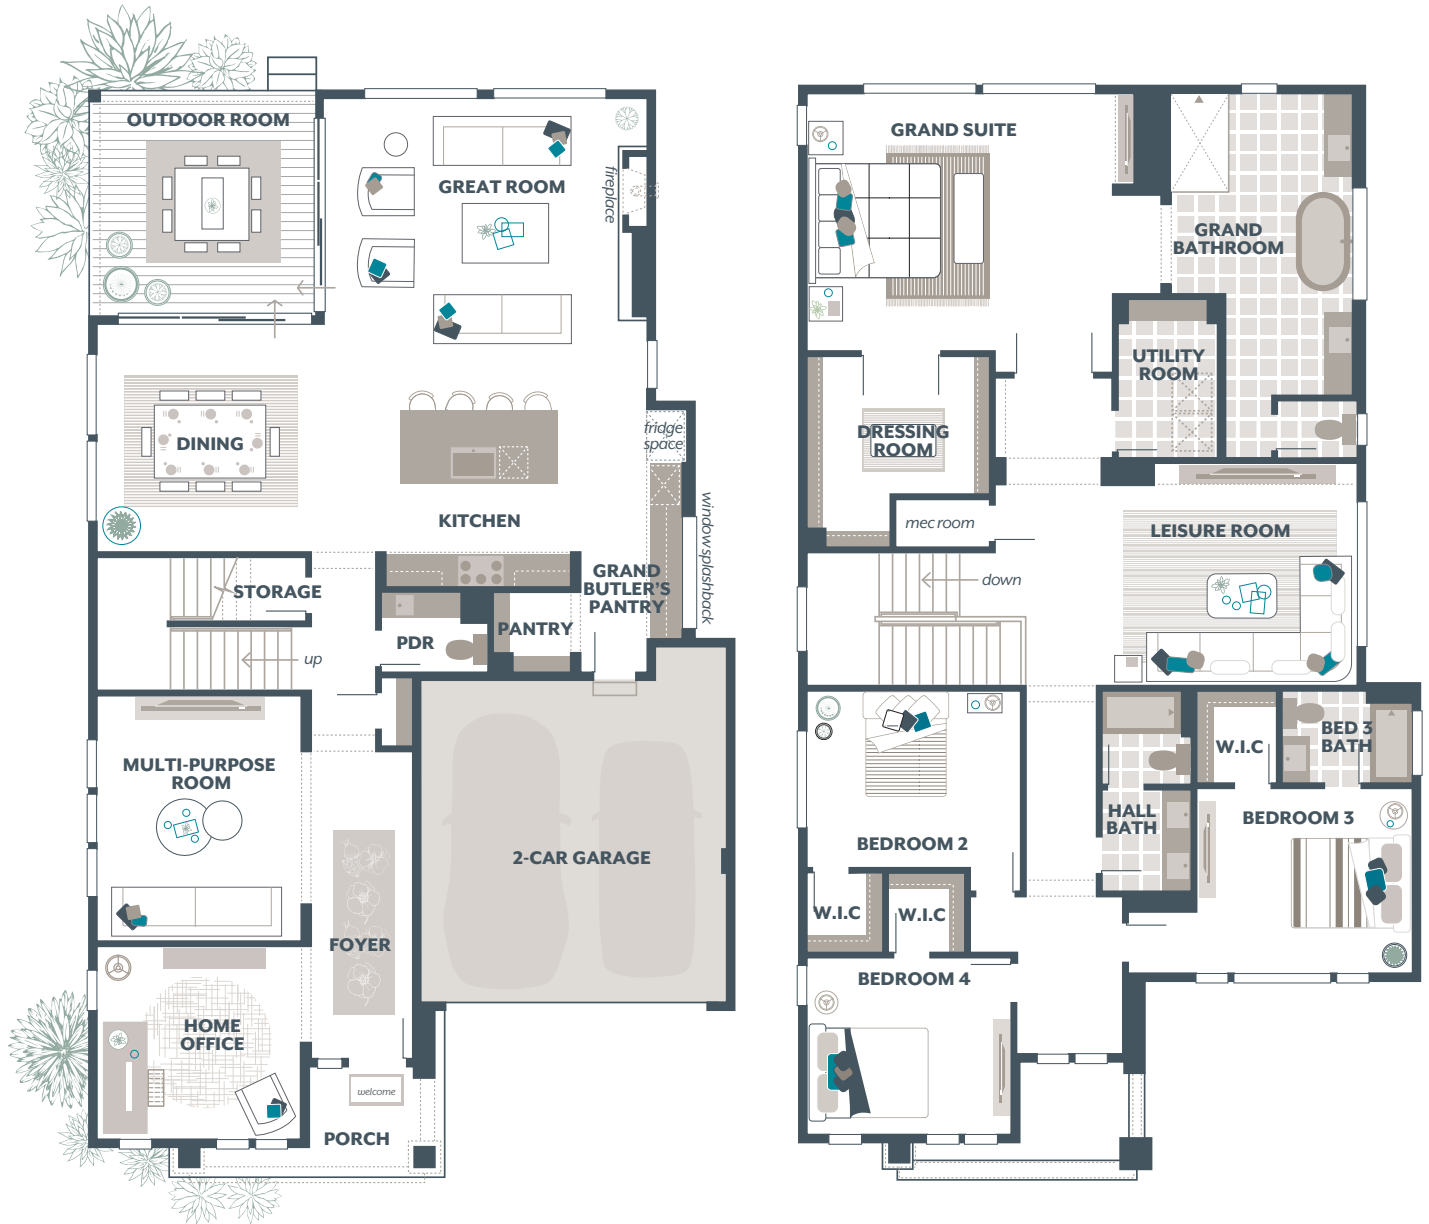 OUTDOOR ROOM
GREAT ROOM
fireplace
DINING
fridge
space
KITCHEN
window splashback
GRAND
BUTLER'S
PANTRY
STORAGE
PANTRY
PDR
up
MULTI-PURPOSE
ROOM
2-CAR GARAGE
FOYER
HOME
OFFICE
welcome
PORCH
GRAND SUITE
GRAND
BATHROOM
UTILITY
ROOM
DRESSING
ROOM
mec room
LEISURE ROOM
down
BED 3
BATH
W.I.C
HALL
BATH
BEDROOM 3
BEDROOM 2
W.I.C
W.I.C
BEDROOM 4